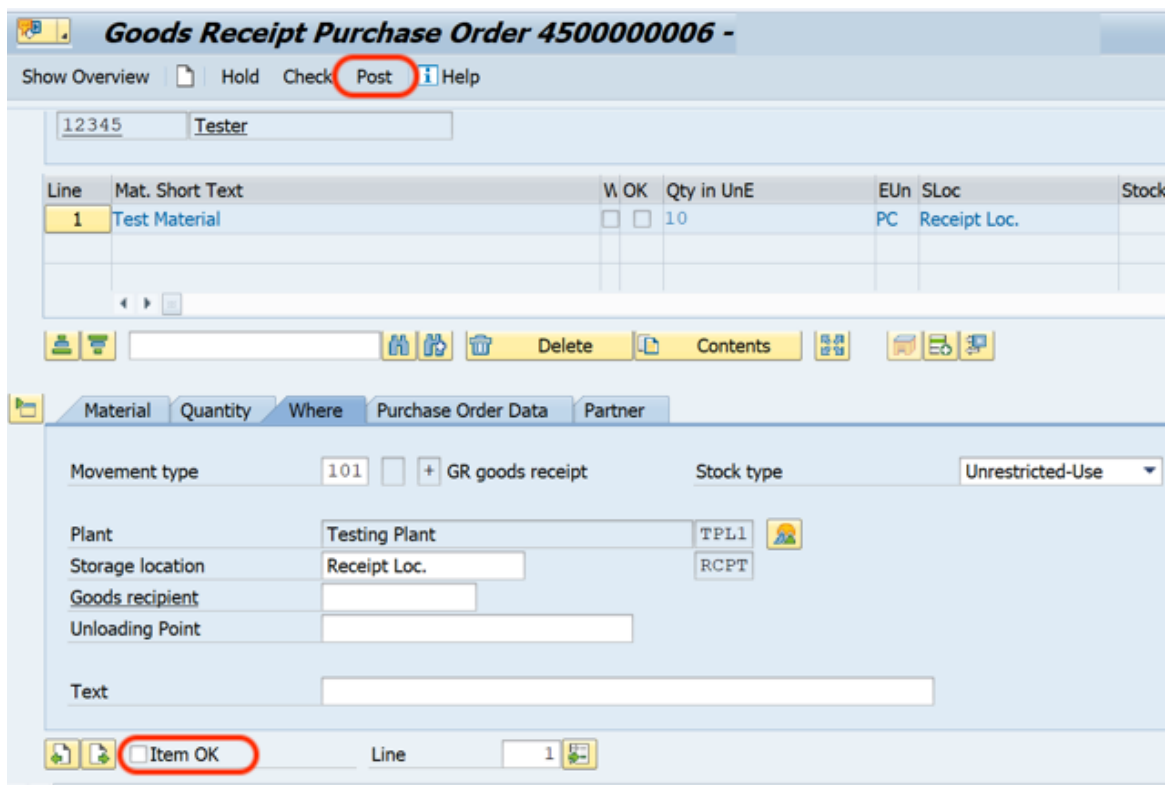 Goods Receipt Purchase Order 4500000006 -
Show Overview Hold Check Post Help
12345 Tester
Line Mat. Short Text OK Qty in UnE EUn SLoc Stock
1 Test Material 10 PC Receipt Loc.
Delete Contents
Material Quantity Where Purchase Order Data Partner
Movement type 101 + GR goods receipt Stock type Unrestricted-Use
Plant Testing Plant TPL1
Storage location Receipt Loc. RCPT
Goods recipient
Unloading Point
Text
Item OK Line 1